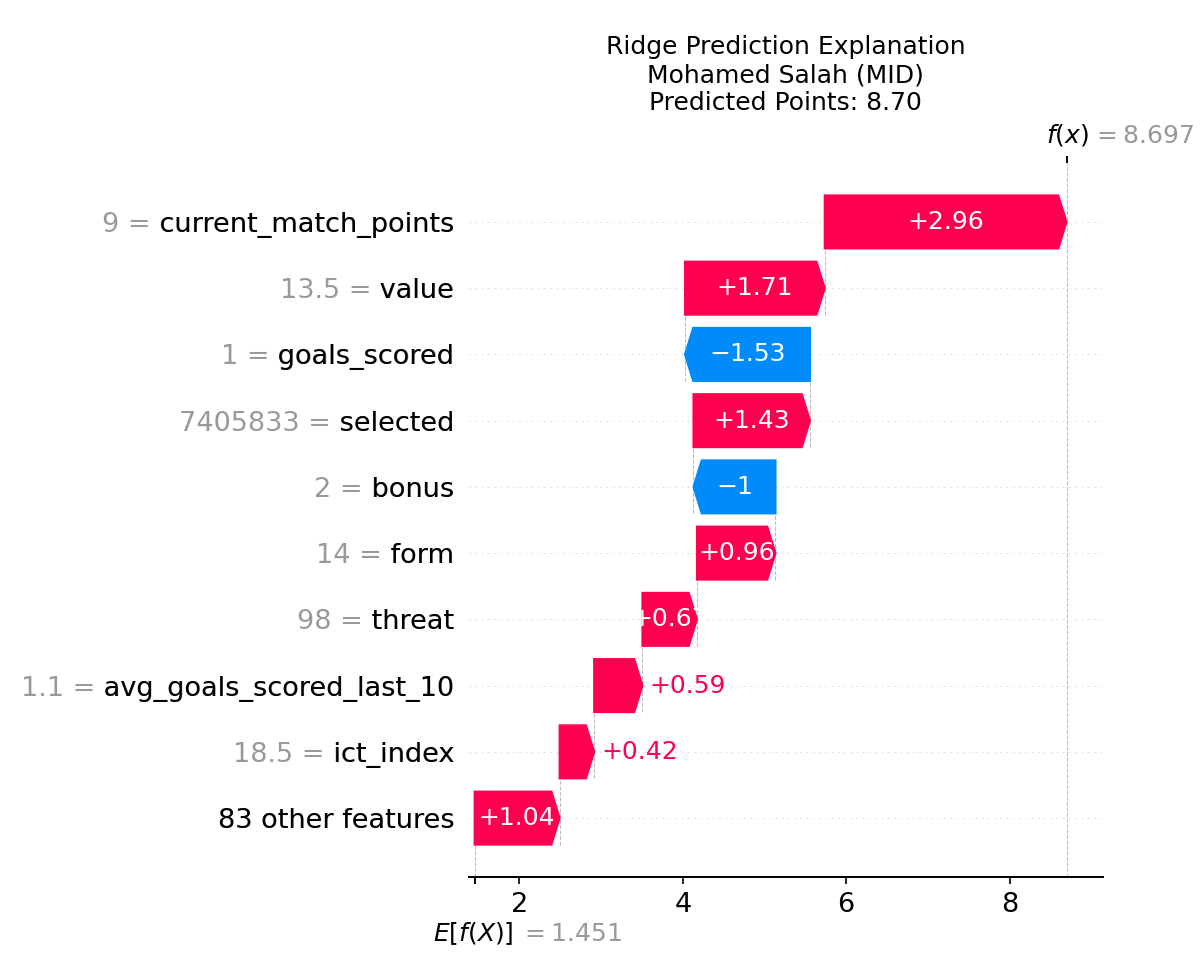 Ridge Prediction Explanation
Mohamed Salah (MID)
Predicted Points: 8.70
f(x) = 8.697
9 = current_match_points +2.96
13.5 = value +1.71
1 = goals_scored −1.53
7405833 = selected +1.43
2 = bonus −1
14 = form +0.96
98 = threat
1.1 = avg_goals_scored_last_10 +0.59
18.5 = ict_index +0.42
83 other features +1.04
2 4 6 8
E[f(X)] = 1.451